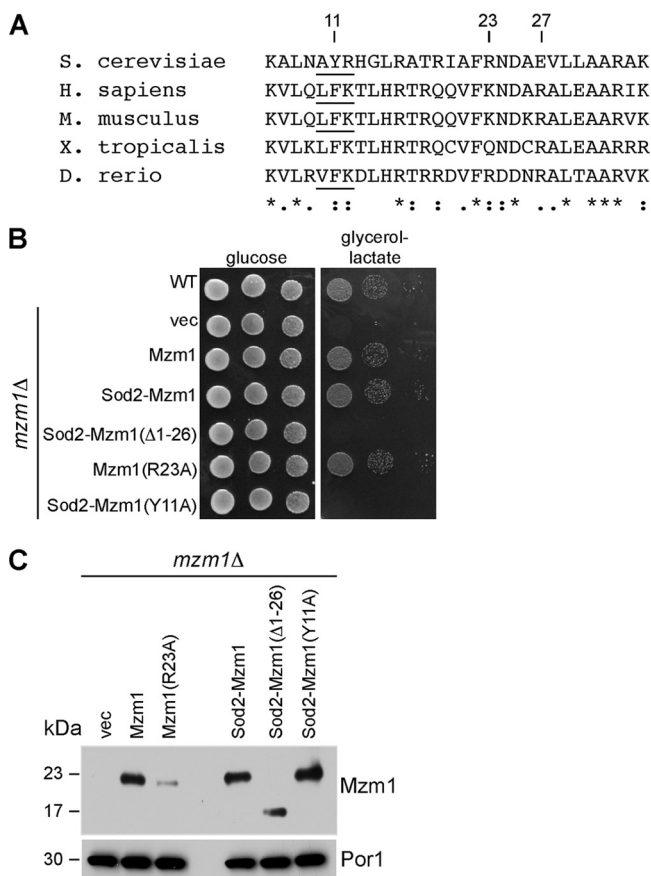 A
11 23 27
S. cerevisiae KALNAYRHGLRATRIAFRNDAEVLLAARAK
H. sapiens KVLQLFKTLHRTRQQVFKNDARALEAARIK
M. musculus KVLQLFKTLHRTRQQVFKNDKRALEAARVK
X. tropicalis KVLKLFKTLHRTRQCVFQNDCRALEAARRR
D. rerio KVLRVFKDLHRTRRDVFRDDNRALTAARVK
*.*. :: *: : .*::. ..* *** :
B
glucose glycerol-
lactate
WT
vec
Mzm1
Sod2-Mzm1
Sod2-Mzm1(Δ1-26)
Mzm1(R23A)
Sod2-Mzm1(Y11A)
mzm1Δ
C
mzm1Δ
kDa vec Mzm1 Mzm1(R23A) Sod2-Mzm1 Sod2-Mzm1(Δ1-26) Sod2-Mzm1(Y11A)
23 – Mzm1
17 –
30 – Por1